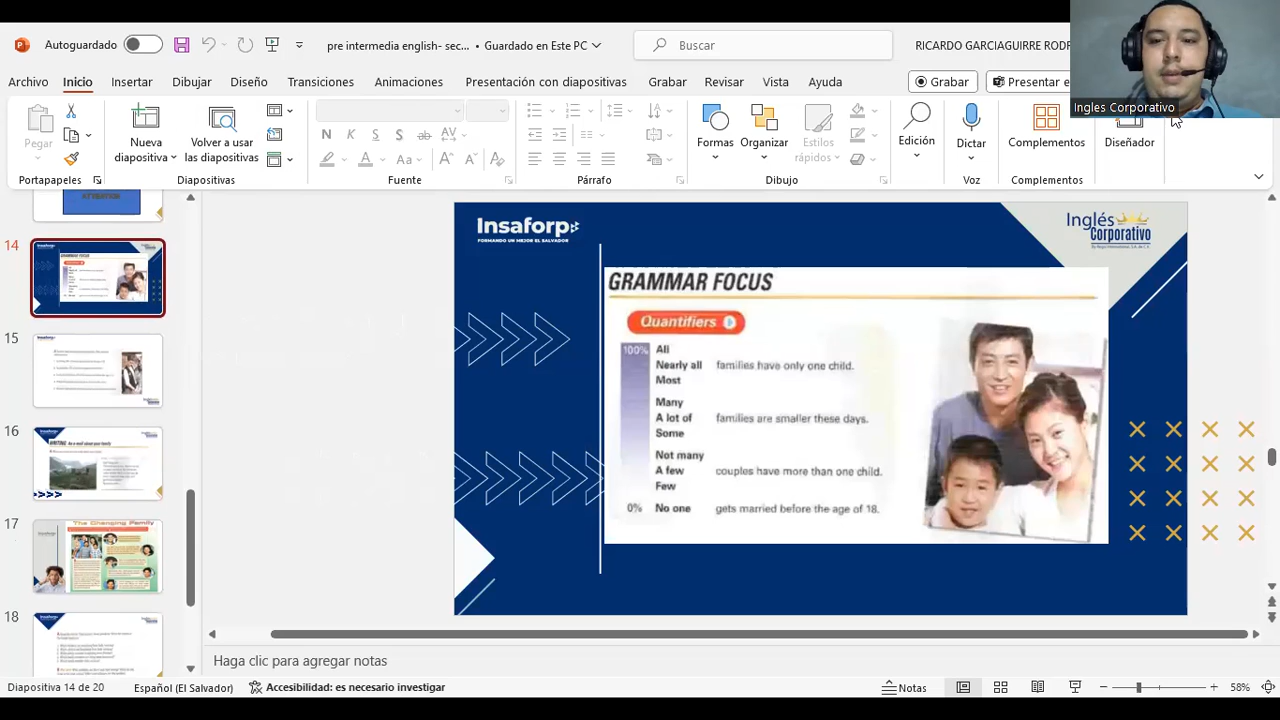 Autoguardado
pre intermedia english- sec... • Guardado en Este PC
Buscar
RICARDO GARCIAGUIRRE
Archivo Inicio Insertar Dibujar Diseño Transiciones Animaciones Presentación con diapositivas Grabar Revisar Vista Ayuda
Grabar
Presentar e
Ingles Corporativo
Pegar
Nueva diapositiva
Volver a usar las diapositivas
Formas
Organizar
Estilos rápidos
Edición
Dictar
Complementos
Diseñador
Portapapeles
Diapositivas
Fuente
Párrafo
Dibujo
Voz
Complementos
14
15
16
17
The Changing Family
18
Insaforp
FORMANDO UN MEJOR EL SALVADOR
Inglés
Corporativo
GRAMMAR FOCUS
Quantifiers
100% All
Nearly all families have only one child.
Most
Many
A lot of families are smaller these days.
Some
Not many
A few couples have more than one child.
Few
0% No one gets married before the age of 18.
Haga clic para agregar notas
Diapositiva 14 de 20
Español (El Salvador)
Accesibilidad: es necesario investigar
Notas
58%